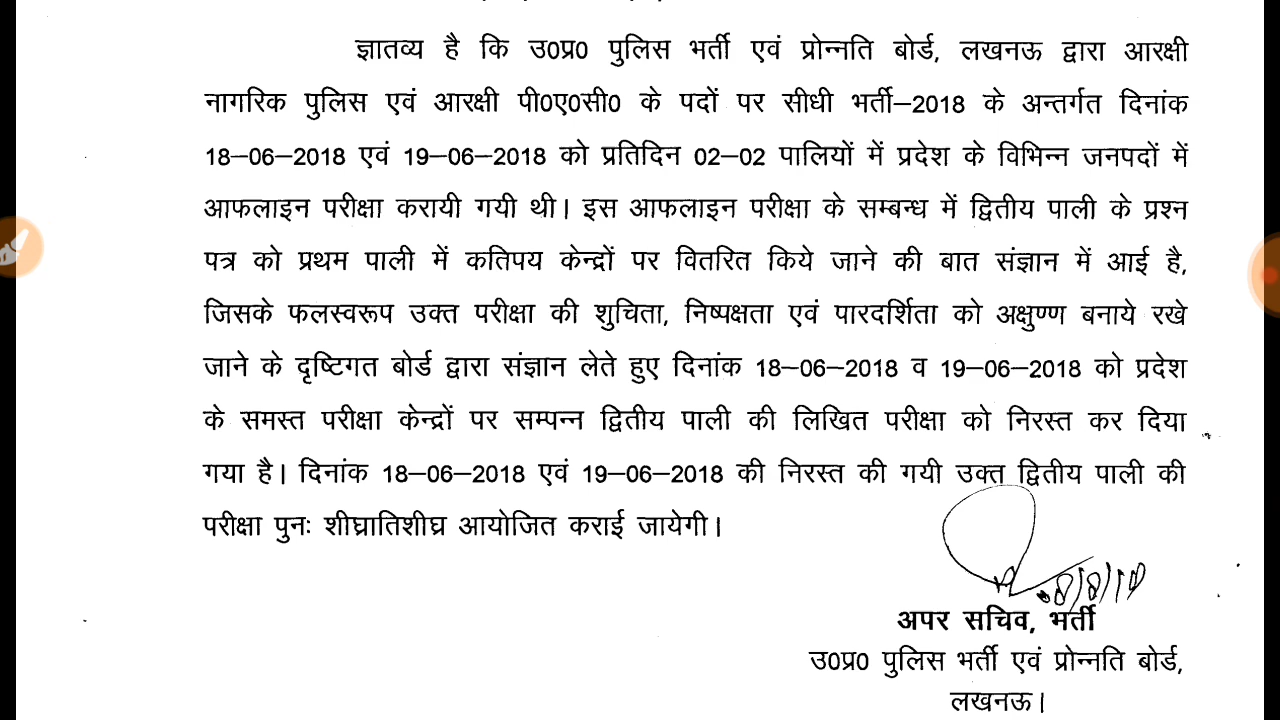 ज्ञातव्य है कि उ0प्र0 पुलिस भर्ती एवं प्रोन्नति बोर्ड, लखनऊ द्वारा आरक्षी
नागरिक पुलिस एवं आरक्षी पी0ए0सी0 के पदों पर सीधी भर्ती–2018 के अन्तर्गत दिनांक
18–06–2018 एवं 19–06–2018 को प्रतिदिन 02–02 पालियों में प्रदेश के विभिन्न जनपदों में
आफलाइन परीक्षा करायी गयी थी। इस आफलाइन परीक्षा के सम्बन्ध में द्वितीय पाली के प्रश्न
पत्र को प्रथम पाली में कतिपय केन्द्रों पर वितरित किये जाने की बात संज्ञान में आई है,
जिसके फलस्वरूप उक्त परीक्षा की शुचिता, निष्पक्षता एवं पारदर्शिता को अक्षुण्ण बनाये रखे
जाने के दृष्टिगत बोर्ड द्वारा संज्ञान लेते हुए दिनांक 18–06–2018 व 19–06–2018 को प्रदेश
के समस्त परीक्षा केन्द्रों पर सम्पन्न द्वितीय पाली की लिखित परीक्षा को निरस्त कर दिया
गया है। दिनांक 18–06–2018 एवं 19–06–2018 की निरस्त की गयी उक्त द्वितीय पाली की
परीक्षा पुनः शीघ्रातिशीघ्र आयोजित कराई जायेगी।
अपर सचिव, भर्ती
उ0प्र0 पुलिस भर्ती एवं प्रोन्नति बोर्ड,
लखनऊ।